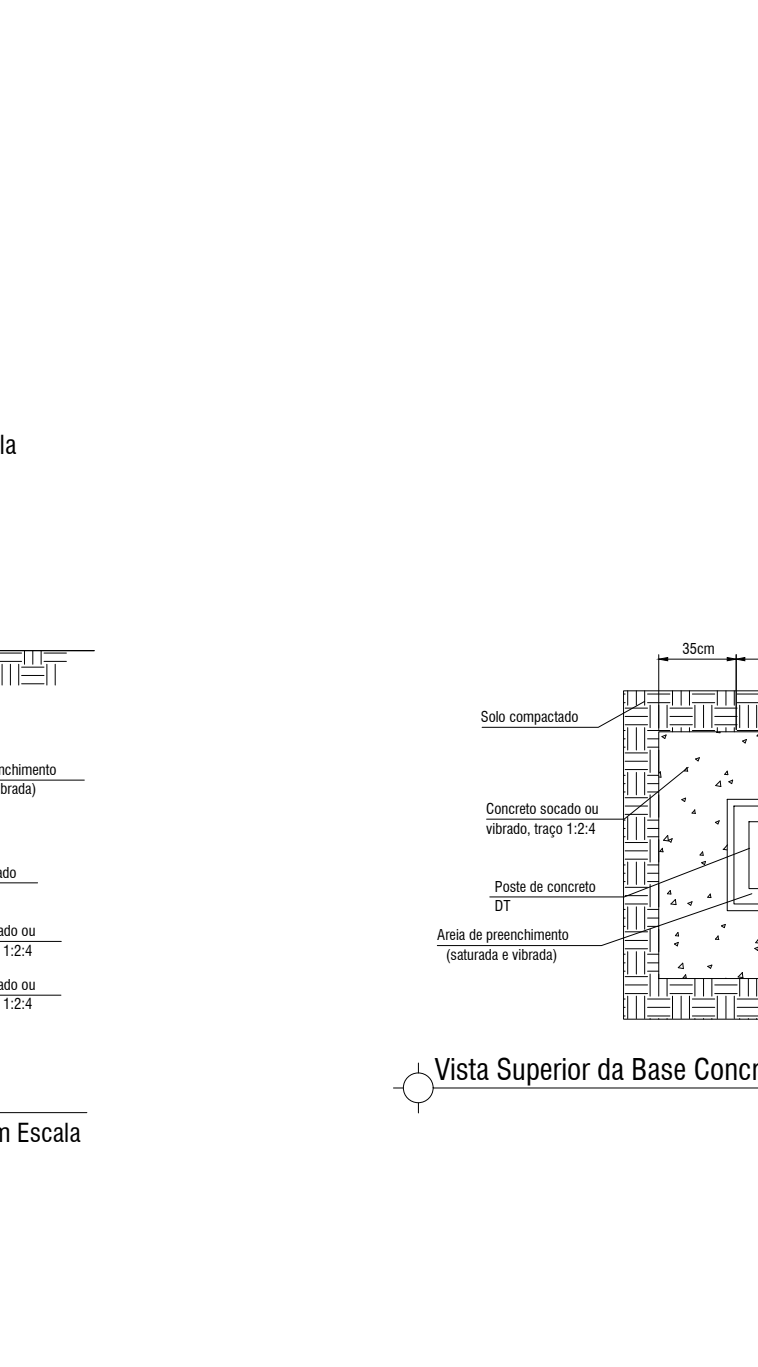 la
nchimento
brada)
ado
ado ou
1:2:4
ado ou
1:2:4
m Escala
35cm
Solo compactado
Concreto socado ou
vibrado, traço 1:2:4
Poste de concreto
DT
Areia de preenchimento
(saturada e vibrada)
Vista Superior da Base Concr